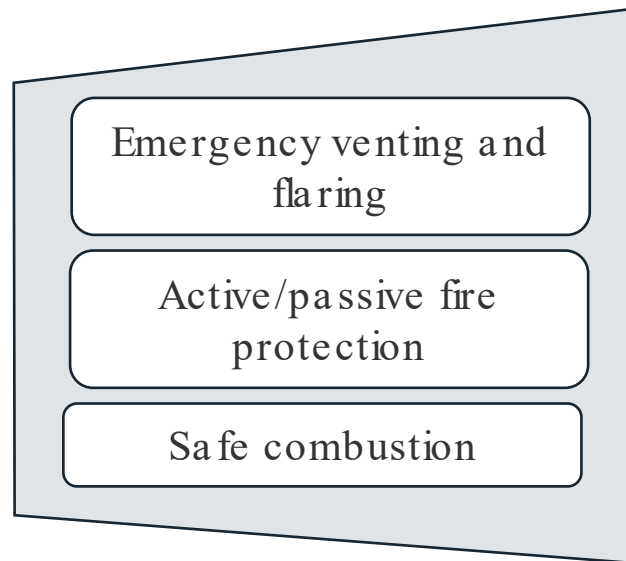 Emergency venting and
flaring
Active/passive fire
protection
Safe combustion